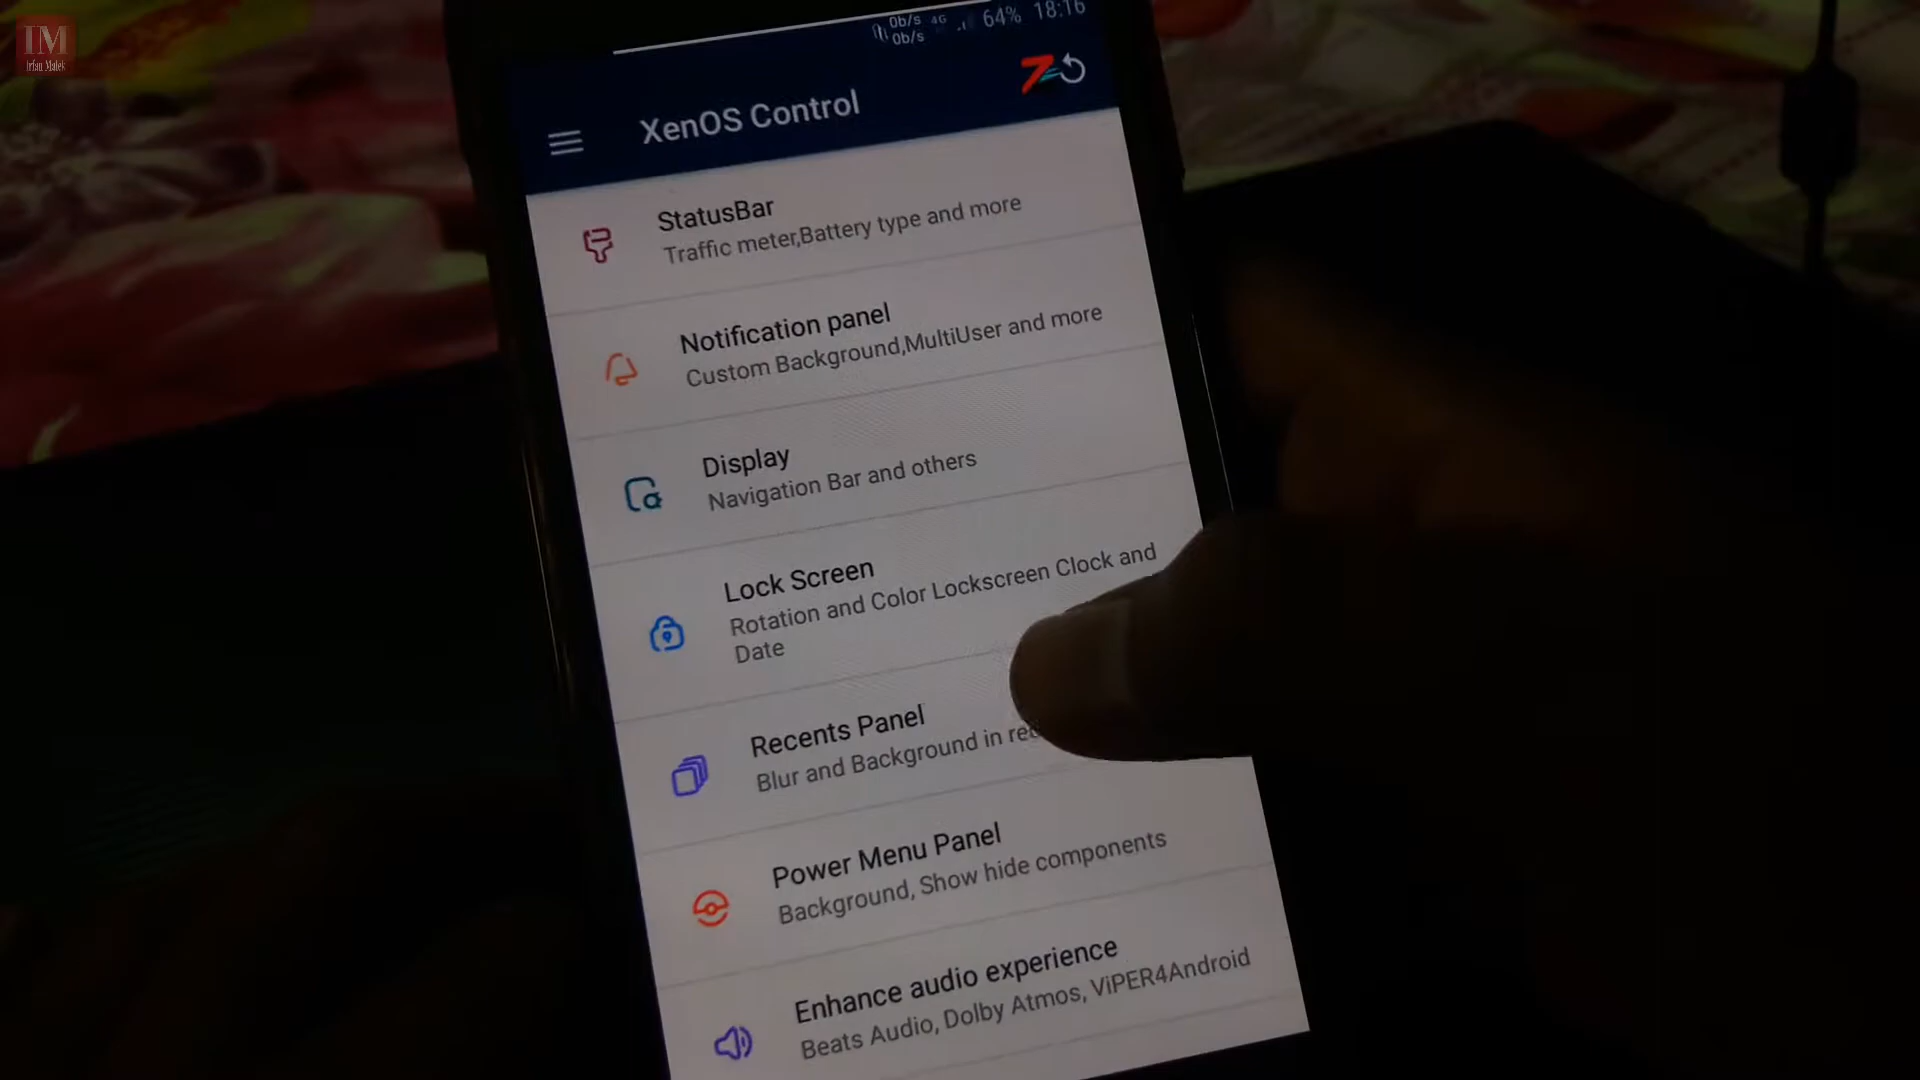 IM
Irfan Malek
0b/s
0b/s
4G
64% 18:16
XenOS Control
StatusBar
Traffic meter,Battery type and more
Notification panel
Custom Background,MultiUser and more
Display
Navigation Bar and others
Lock Screen
Rotation and Color Lockscreen Clock and
Date
Recents Panel
Blur and Background in
Power Menu Panel
Background, Show hide components
Enhance audio experience
Beats Audio, Dolby Atmos, ViPER4Android